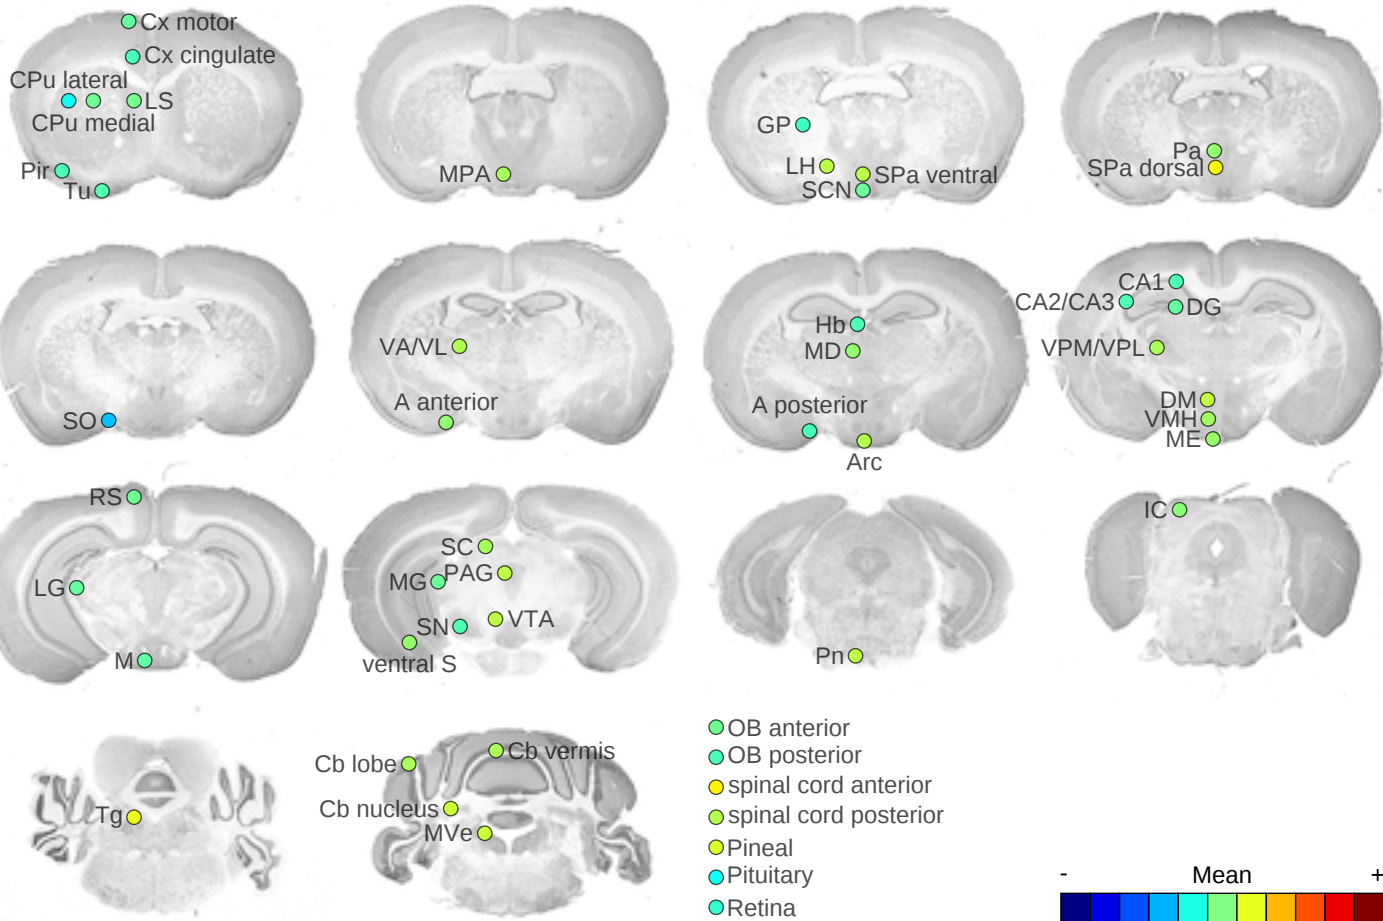 Cx motor
Cx cingulate
CPu lateral
LS
CPu medial
Pir
Tu
MPA
GP
LH
SPa ventral
SCN
Pa
SPa dorsal
SO
VA/VL
A anterior
Hb
MD
A posterior
Arc
CA1
CA2/CA3
DG
VPM/VPL
DM
VMH
ME
RS
LG
M
SC
MG
PAG
SN
VTA
ventral S
Pn
IC
Tg
Cb lobe
Cb vermis
Cb nucleus
MVe
OB anterior
OB posterior
spinal cord anterior
spinal cord posterior
Pineal
Pituitary
Retina
- Mean +